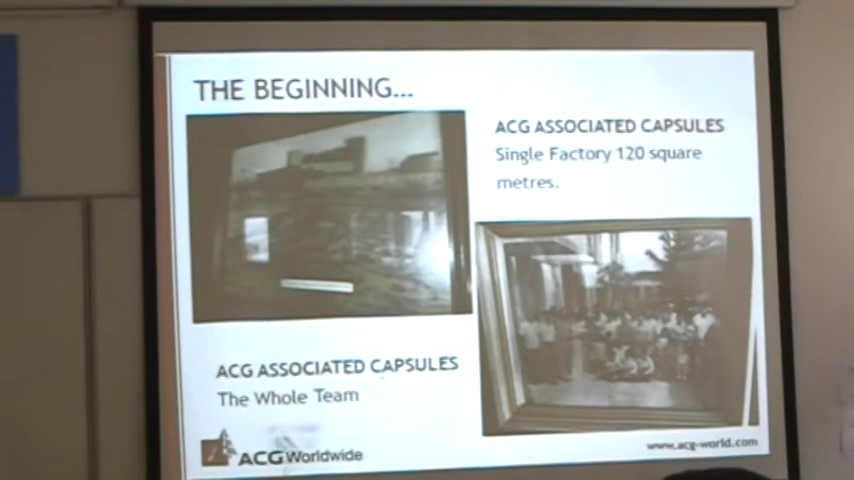 THE BEGINNING...
ACG ASSOCIATED CAPSULES
Single Factory 120 square
metres.
ACG ASSOCIATED CAPSULES
The Whole Team
ACG Worldwide
www.acg-world.com